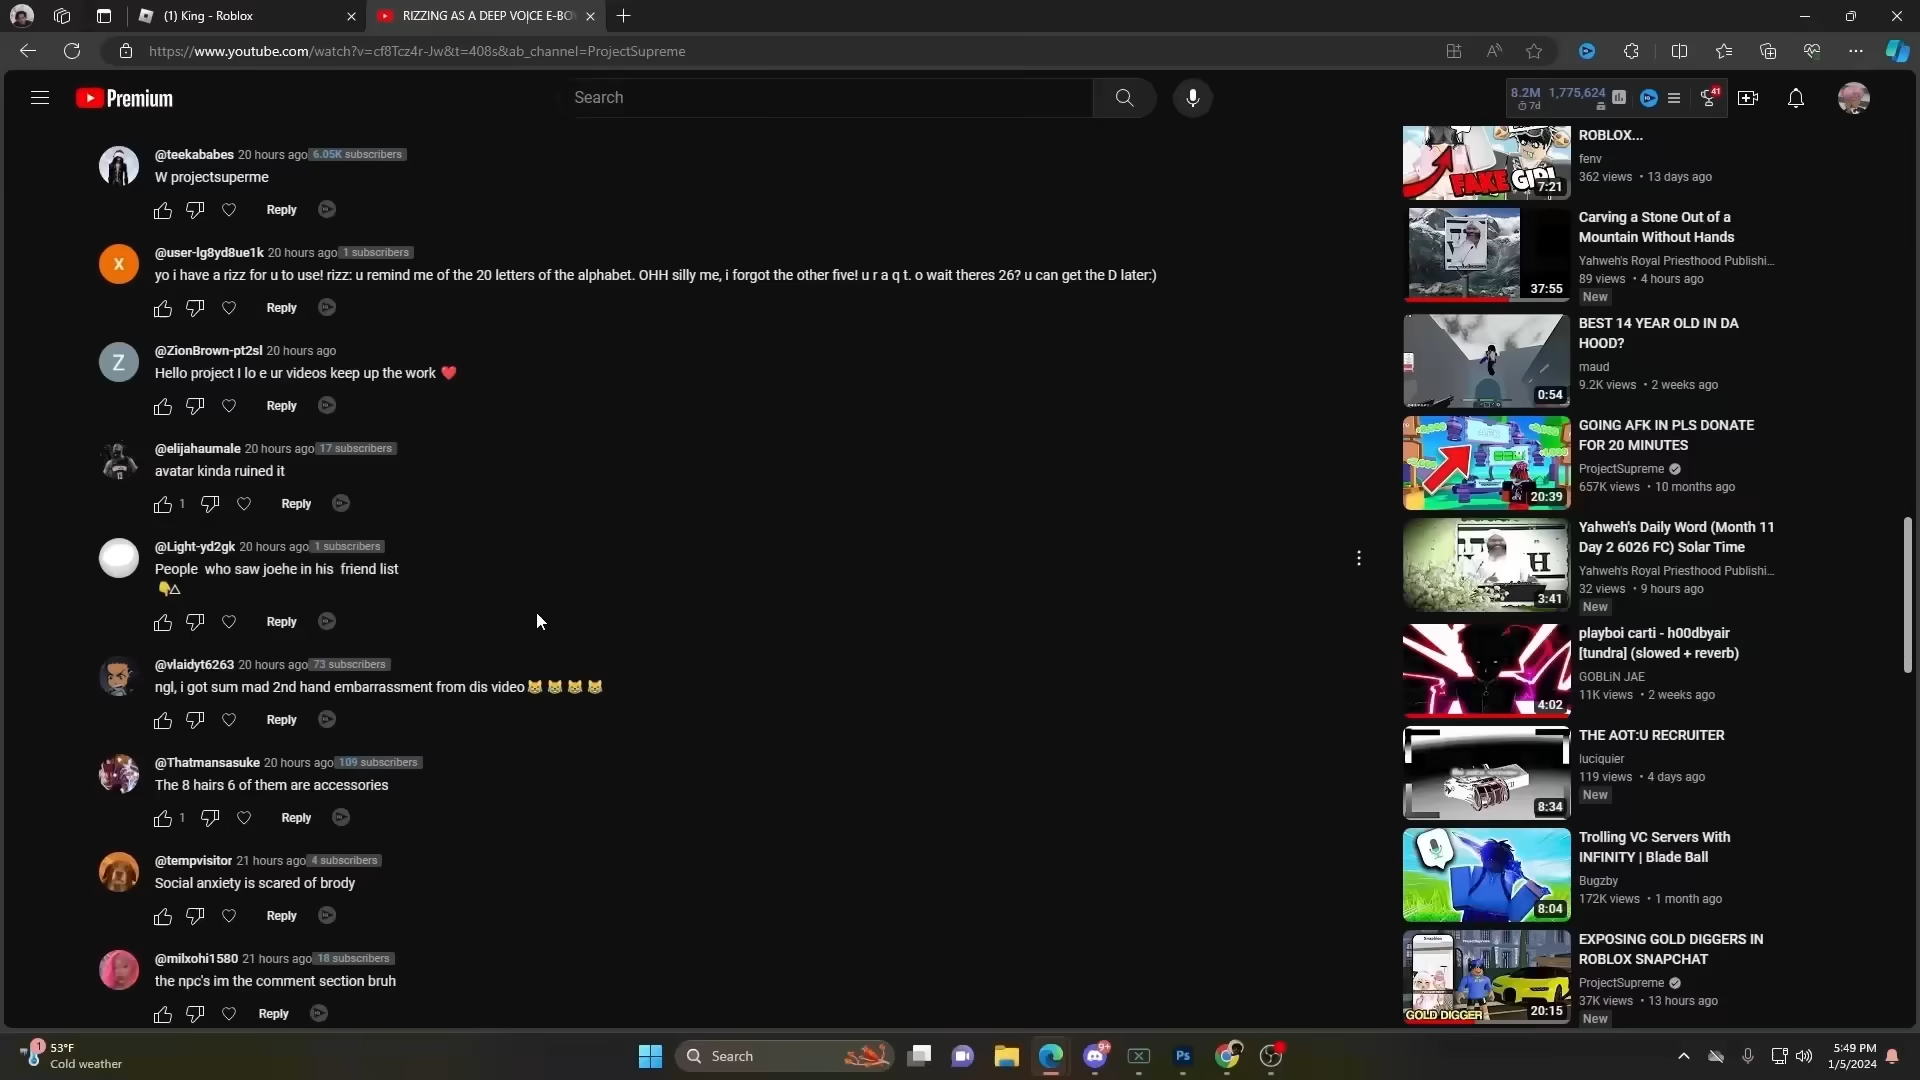 (1) King - Roblox
RIZZING AS A DEEP VO|CE E-BO
https://www.youtube.com/watch?v=cf8Tcz4r-Jw&t=408s&ab_channel=ProjectSupreme
Premium
Search
8.2M 1,775,624
7d
41
@teekababes 20 hours ago 6.05K subscribers
W projectsuperme
Reply
@user-lg8yd8ue1k 20 hours ago 1 subscribers
yo i have a rizz for u to use! rizz: u remind me of the 20 letters of the alphabet. OHH silly me, i forgot the other five! u r a q t. o wait theres 26? u can get the D later:)
Reply
@ZionBrown-pt2sl 20 hours ago
Hello project I lo e ur videos keep up the work ❤️
Reply
@elijahaumale 20 hours ago 17 subscribers
avatar kinda ruined it
1 Reply
@Light-yd2gk 20 hours ago 1 subscribers
People who saw joehe in his friend list
👇△
Reply
@vlaidyt6263 20 hours ago 73 subscribers
ngl, i got sum mad 2nd hand embarrassment from dis video
Reply
@Thatmansasuke 20 hours ago 109 subscribers
The 8 hairs 6 of them are accessories
1 Reply
@tempvisitor 21 hours ago 4 subscribers
Social anxiety is scared of brody
Reply
@milxohi1580 21 hours ago 18 subscribers
the npc's im the comment section bruh
Reply
FAKE GIRL
7:21
ROBLOX...
fenv
362 views • 13 days ago
37:55
Carving a Stone Out of a
Mountain Without Hands
Yahweh's Royal Priesthood Publishi...
89 views • 4 hours ago
New
0:54
BEST 14 YEAR OLD IN DA
HOOD?
maud
9.2K views • 2 weeks ago
20:39
GOING AFK IN PLS DONATE
FOR 20 MINUTES
ProjectSupreme
657K views • 10 months ago
H
3:41
Yahweh's Daily Word (Month 11
Day 2 6026 FC) Solar Time
Yahweh's Royal Priesthood Publishi...
32 views • 9 hours ago
New
4:02
playboi carti - h00dbyair
[tundra] (slowed + reverb)
GOBLiN JAE
11K views • 2 weeks ago
8:34
THE AOT:U RECRUITER
luciquier
119 views • 4 days ago
New
8:04
Trolling VC Servers With
INFINITY | Blade Ball
Bugzby
172K views • 1 month ago
GOLD DIGGER
20:15
EXPOSING GOLD DIGGERS IN
ROBLOX SNAPCHAT
ProjectSupreme
37K views • 13 hours ago
New
1
53°F
Cold weather
Search
9+
Ps
5:49 PM
1/5/2024